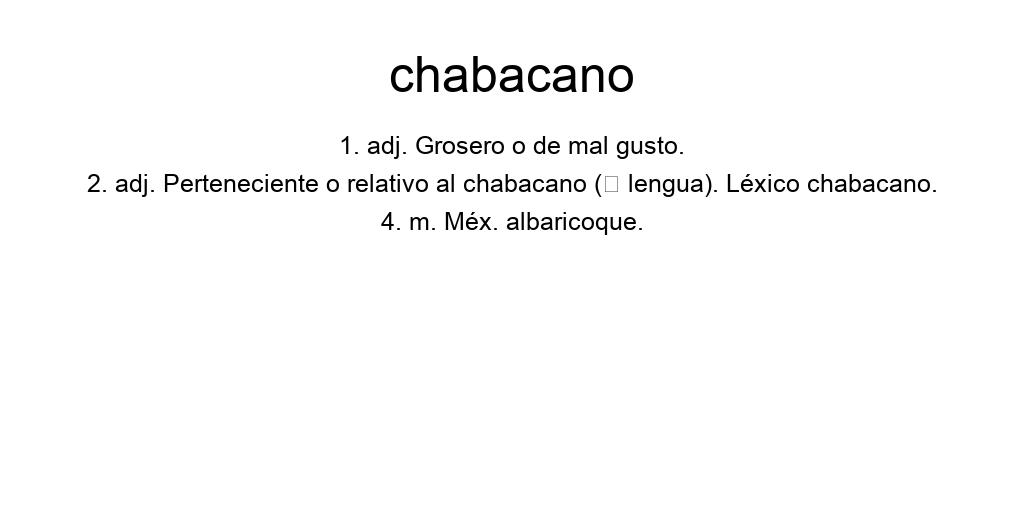 chabacano
1. adj. Grosero o de mal gusto.
2. adj. Perteneciente o relativo al chabacano (□ lengua). Léxico chabacano.
4. m. Méx. albaricoque.